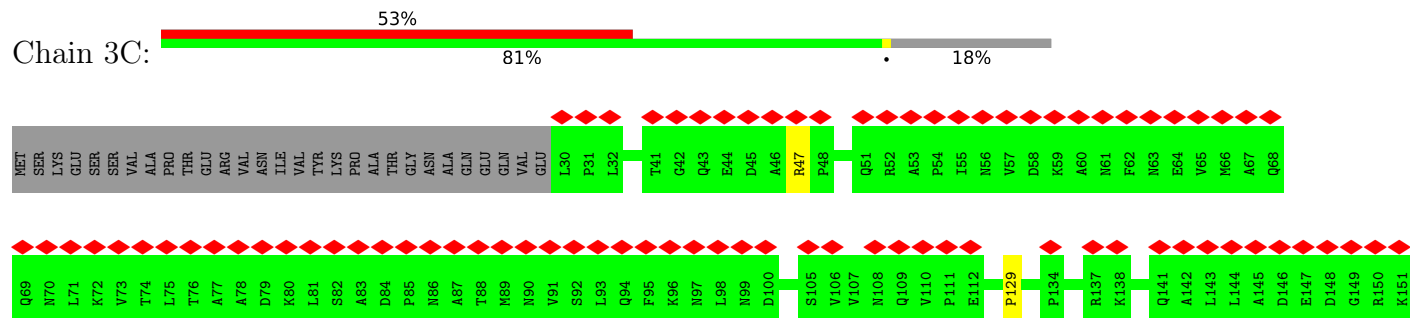 53%
Chain 3C:
81% • 18%
MET SER LYS GLU SER SER VAL ALA PRO THR GLU ARG VAL ASN ILE VAL TYR LYS PRO ALA THR GLY ASN ALA GLN GLU GLN VAL GLU L30 P31 L32 T41 G42 Q43 E44 D45 A46 R47 P48 Q51 R52 A53 P54 I55 N56 V57 D58 K59 A60 N61 F62 N63 E64 V65 M66 A67 Q68
Q69 N70 L71 K72 V73 T74 L75 T76 A77 A78 D79 K80 L81 S82 A83 D84 P85 N86 A87 T88 M89 N90 V91 S92 L93 Q94 F95 K96 N97 L98 N99 D100 S105 V106 V107 N108 Q109 V110 P111 E112 P129 P134 R137 K138 Q141 A142 L143 L144 A145 D146 E147 D148 G149 R150 K151